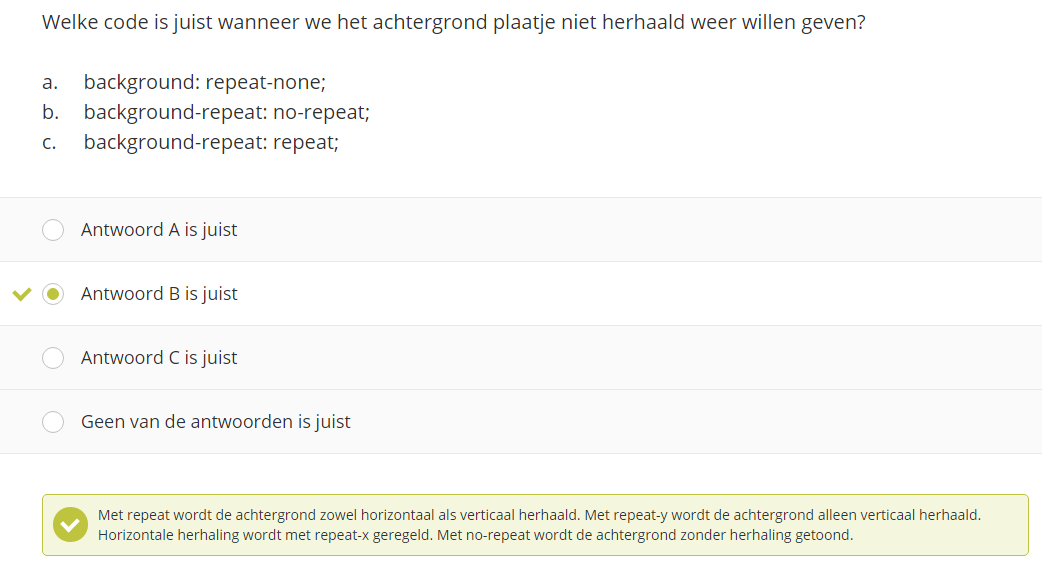 Welke code is juist wanneer we het achtergrond plaatje niet herhaald weer willen geven?
a. background: repeat-none;
b. background-repeat: no-repeat;
c. background-repeat: repeat;
Antwoord A is juist
Antwoord B is juist
Antwoord C is juist
Geen van de antwoorden is juist
Met repeat wordt de achtergrond zowel horizontaal als verticaal herhaald. Met repeat-y wordt de achtergrond alleen verticaal herhaald.
Horizontale herhaling wordt met repeat-x geregeld. Met no-repeat wordt de achtergrond zonder herhaling getoond.